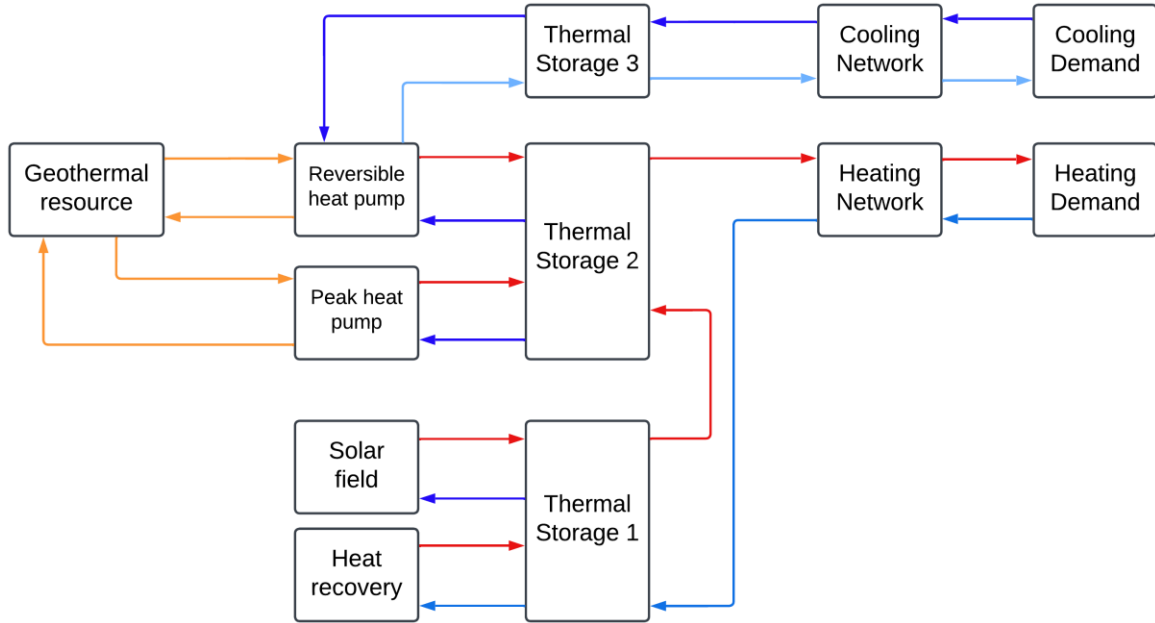 Thermal
Storage 3
Cooling
Network
Cooling
Demand
Geothermal
resource
Reversible
heat pump
Thermal
Storage 2
Heating
Network
Heating
Demand
Peak heat
pump
Solar
field
Thermal
Storage 1
Heat
recovery